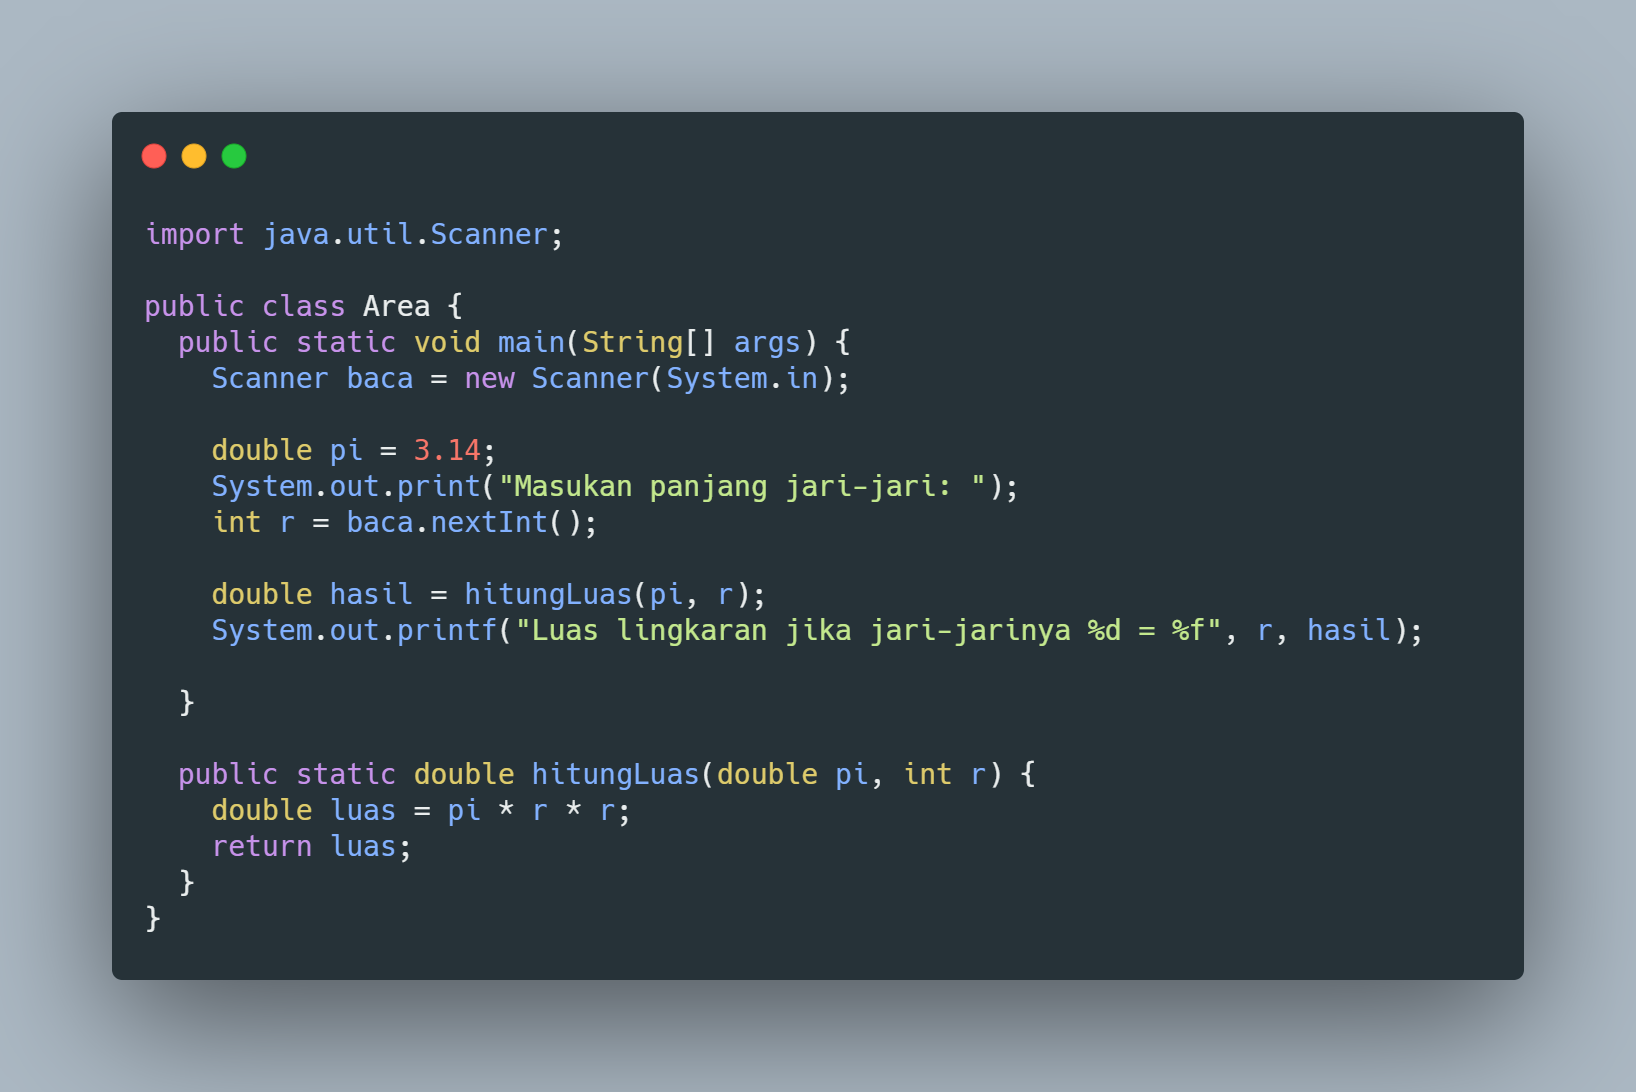 import java.util.Scanner;
public class Area {
public static void main(String[] args) {
Scanner baca = new Scanner(System.in);
double pi = 3.14;
System.out.print("Masukan panjang jari-jari: ");
int r = baca.nextInt();
double hasil = hitungLuas(pi, r);
System.out.printf("Luas lingkaran jika jari-jarinya %d = %f", r, hasil);
}
public static double hitungLuas(double pi, int r) {
double luas = pi * r * r;
return luas;
}
}